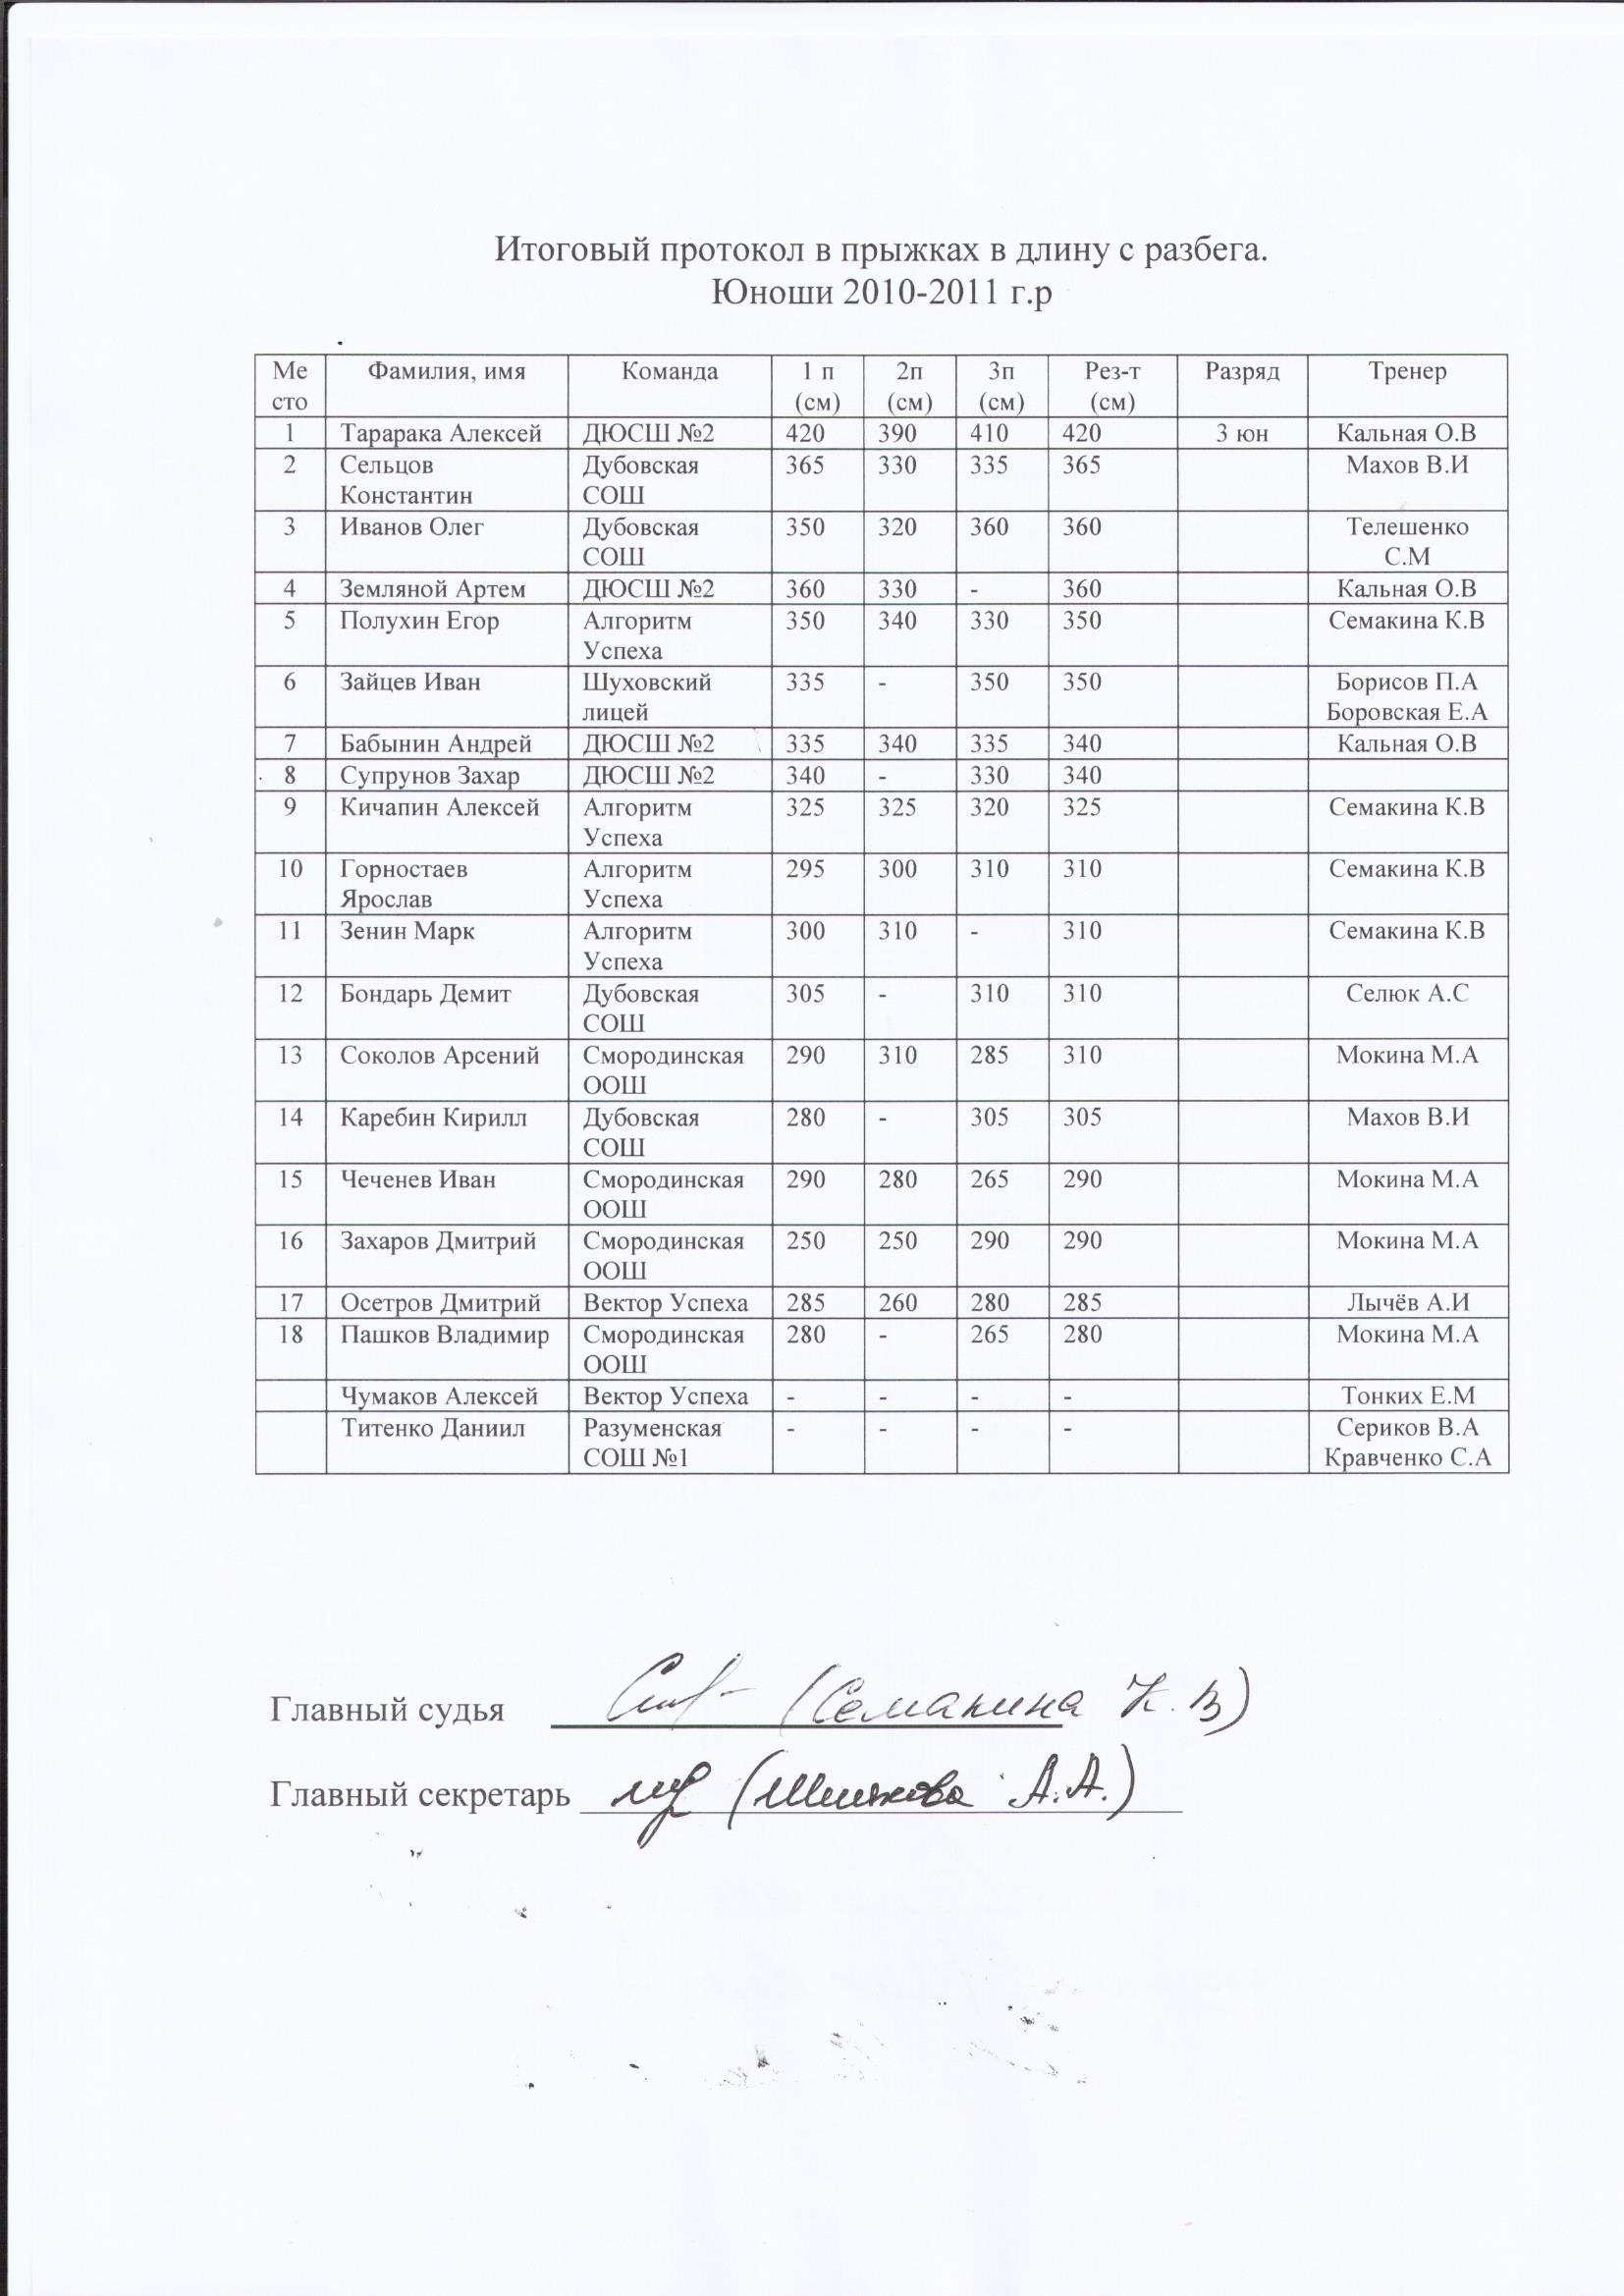 Итоговый протокол в прыжках в длину с разбега.
Юноши 2010-2011 г.р
Ме Фамилия, имя Команда 1 п 2п 3п Рез-т Разряд Тренер
сто (см) (см) (см) (см)
1 Тарарака Алексей ДЮСШ №2 420 390 410 420 3 юн Кальная О.В
2 Сельцов Дубовская 365 330 335 365 Махов В.И
Константин СОШ
3 Иванов Олег Дубовская 350 320 360 360 Телешенко
СОШ С.М
4 Земляной Артем ДЮСШ №2 360 330 - 360 Кальная О.В
5 Полухин Егор Алгоритм 350 340 330 350 Семакина К.В
Успеха
6 Зайцев Иван Шуховский 335 - 350 350 Борисов П.А
лицей Боровская Е.А
7 Бабынин Андрей ДЮСШ №2 335 340 335 340 Кальная О.В
8 Супрунов Захар ДЮСШ №2 340 - 330 340
9 Кичапин Алексей Алгоритм 325 325 320 325 Семакина К.В
Успеха
10 Горностаев Алгоритм 295 300 310 310 Семакина К.В
Ярослав Успеха
11 Зенин Марк Алгоритм 300 310 - 310 Семакина К.В
Успеха
12 Бондарь Демит Дубовская 305 - 310 310 Селюк А.С
СОШ
13 Соколов Арсений Смородинская 290 310 285 310 Мокина М.А
ООШ
14 Каребин Кирилл Дубовская 280 - 305 305 Махов В.И
СОШ
15 Чеченев Иван Смородинская 290 280 265 290 Мокина М.А
ООШ
16 Захаров Дмитрий Смородинская 250 250 290 290 Мокина М.А
ООШ
17 Осетров Дмитрий Вектор Успеха 285 260 280 285 Лычёв А.И
18 Пашков Владимир Смородинская 280 - 265 280 Мокина М.А
ООШ
Чумаков Алексей Вектор Успеха - - - - Тонких Е.М
Титенко Даниил Разуменская - - - - Сериков В.А
СОШ №1 Кравченко С.А
Главный судья (Семакина К.В)
Главный секретарь А.А.)